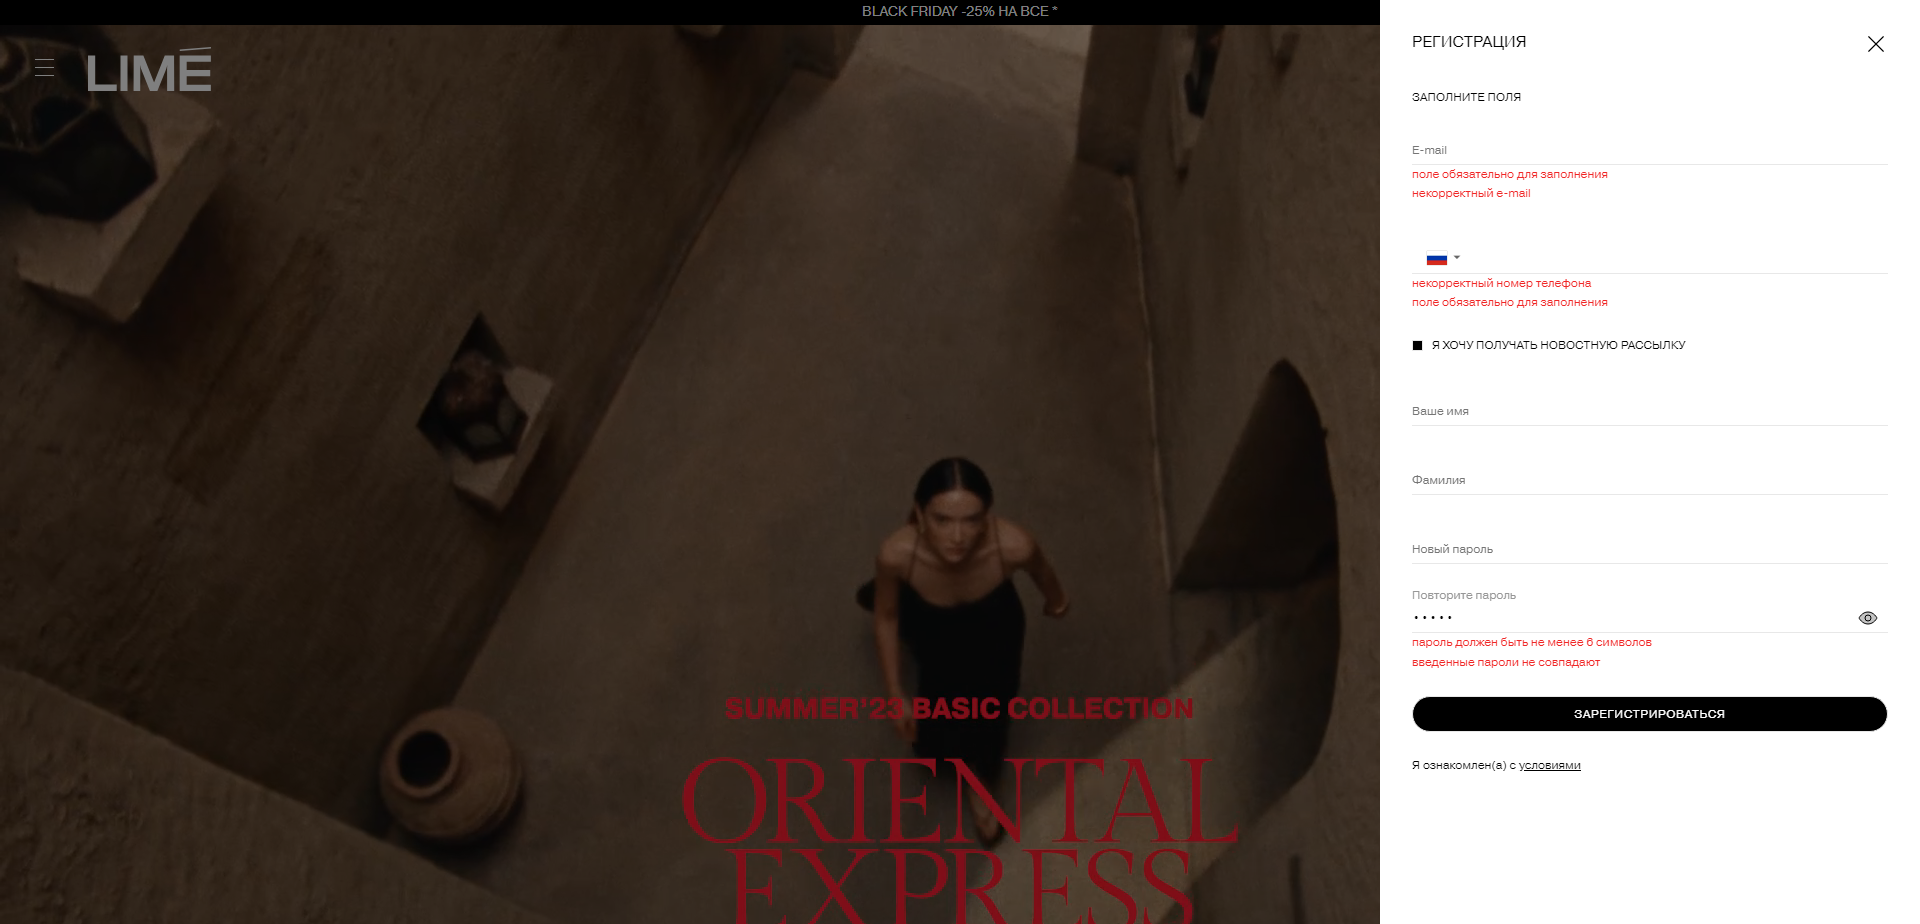 BLACK FRIDAY -25% НА ВСЕ *
LIMÉ
SUMMER'23 BASIC COLLECTION
ORIENTAL
EXPRESS
РЕГИСТРАЦИЯ
ЗАПОЛНИТЕ ПОЛЯ
E-mail
поле обязательно для заполнения
некорректный e-mail
некорректный номер телефона
поле обязательно для заполнения
Я ХОЧУ ПОЛУЧАТЬ НОВОСТНУЮ РАССЫЛКУ
Ваше имя
Фамилия
Новый пароль
Повторите пароль
•••••
пароль должен быть не менее 6 символов
введенные пароли не совпадают
ЗАРЕГИСТРИРОВАТЬСЯ
Я ознакомлен(а) с условиями